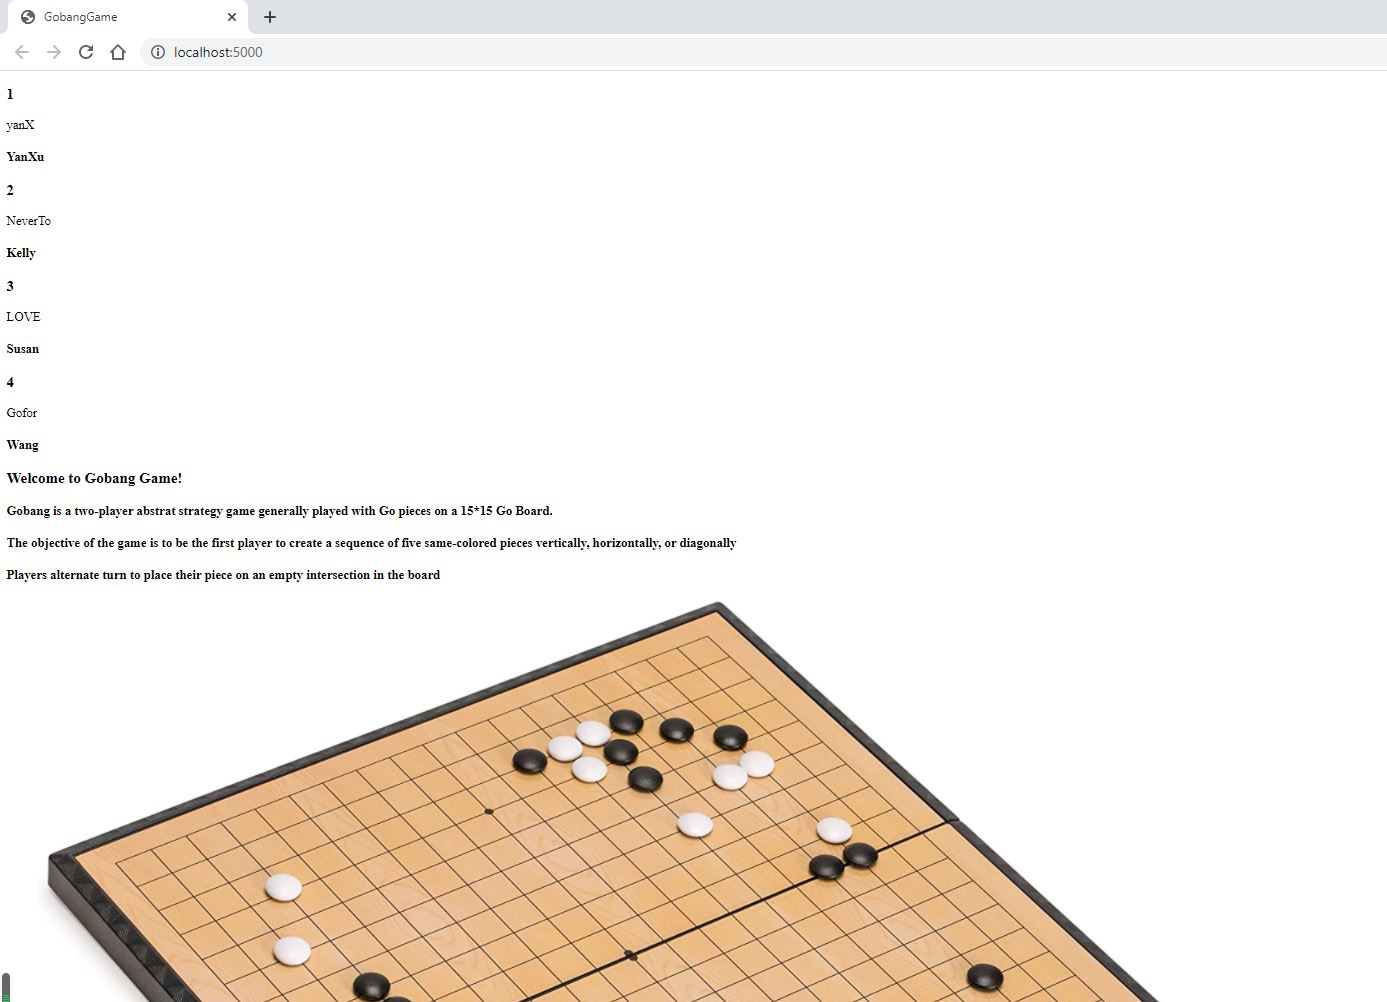 GobangGame
localhost:5000
1
yanX
YanXu
2
NeverTo
Kelly
3
LOVE
Susan
4
Gofor
Wang
Welcome to Gobang Game!
Gobang is a two-player abstrat strategy game generally played with Go pieces on a 15*15 Go Board.
The objective of the game is to be the first player to create a sequence of five same-colored pieces vertically, horizontally, or diagonally
Players alternate turn to place their piece on an empty intersection in the board